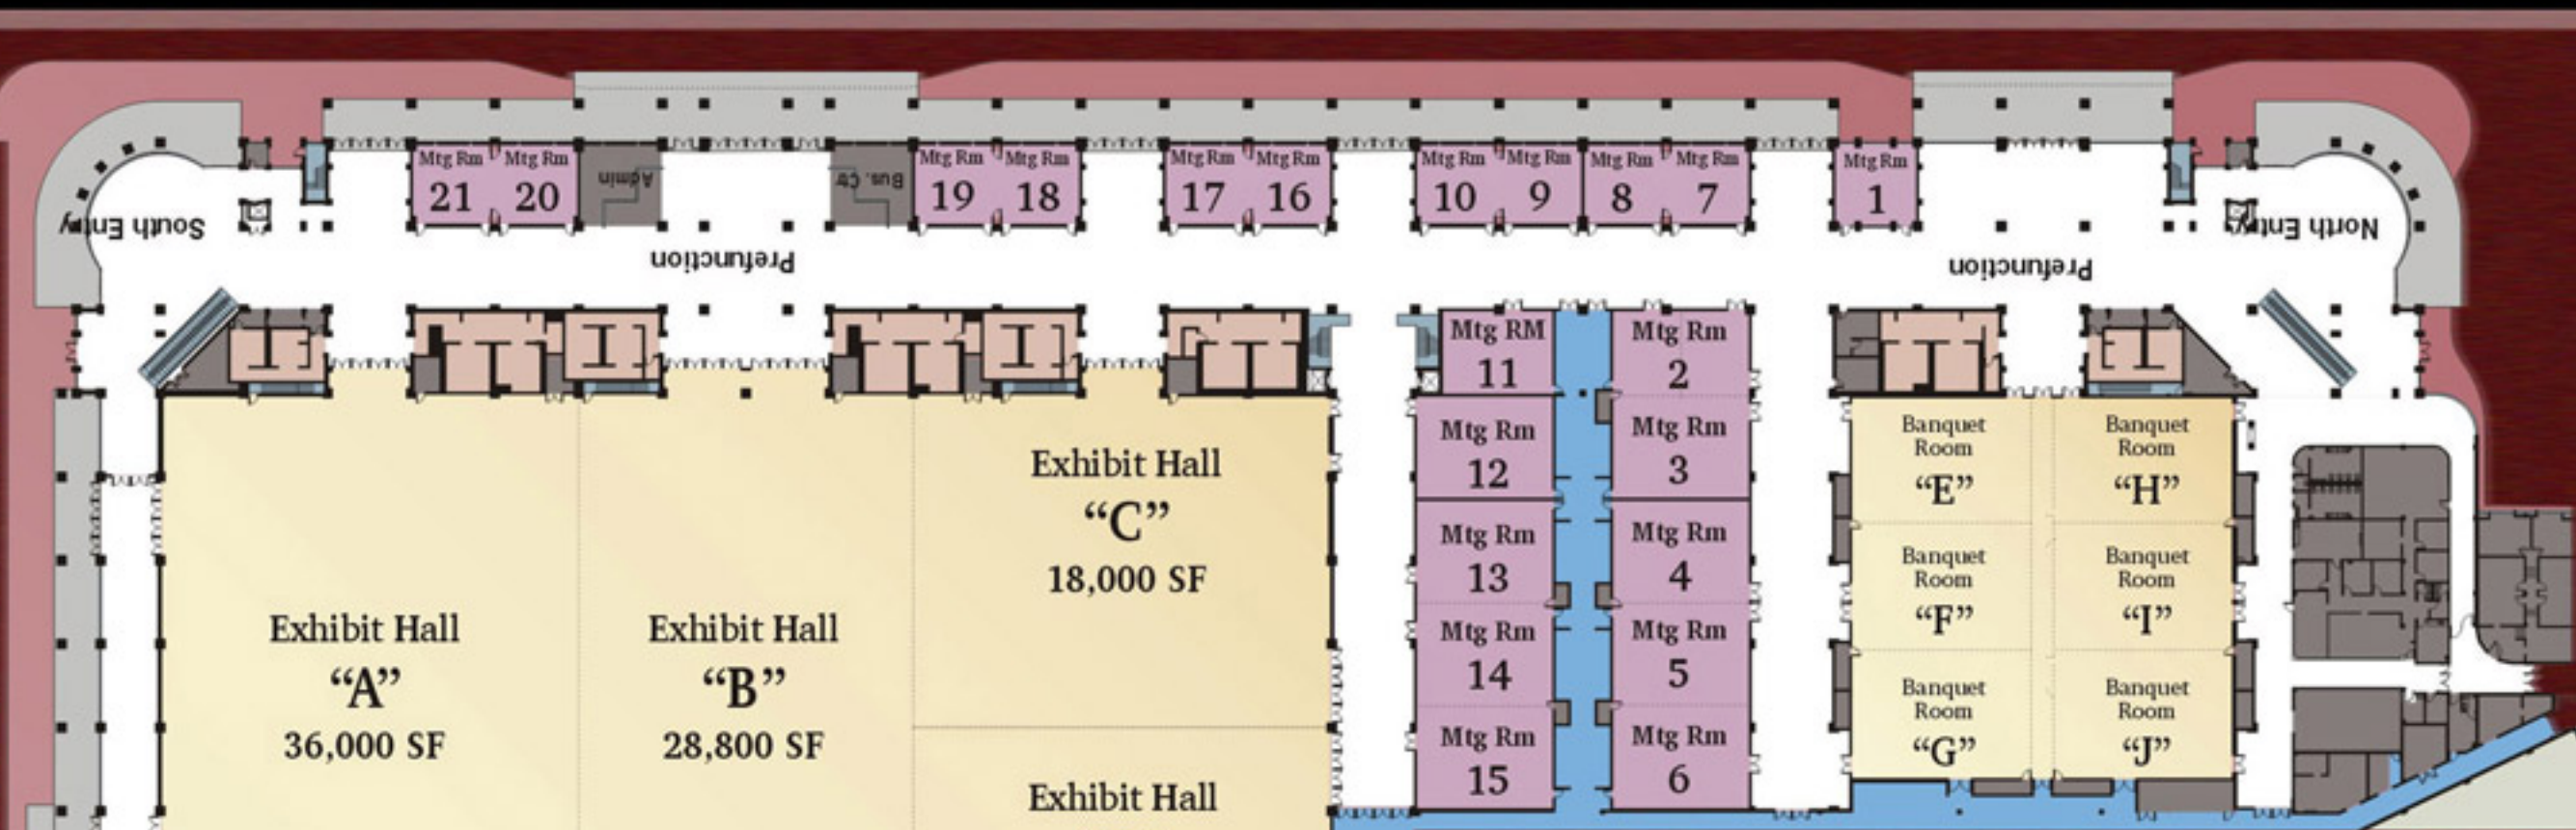 Mtg Rm
21
Mtg Rm
20
Admin
Bus. Ctr
Mtg Rm
19
Mtg Rm
18
Mtg Rm
17
Mtg Rm
16
Mtg Rm
10
Mtg Rm
9
Mtg Rm
8
Mtg Rm
7
Mtg Rm
1
South Entry
North Entry
Prefunction
Prefunction
Mtg RM
11
Mtg Rm
2
Mtg Rm
12
Mtg Rm
3
Mtg Rm
13
Mtg Rm
4
Mtg Rm
14
Mtg Rm
5
Mtg Rm
15
Mtg Rm
6
Exhibit Hall
“A”
36,000 SF
Exhibit Hall
“B”
28,800 SF
Exhibit Hall
“C”
18,000 SF
Exhibit Hall
Banquet
Room
“E”
Banquet
Room
“H”
Banquet
Room
“F”
Banquet
Room
“I”
Banquet
Room
“G”
Banquet
Room
“J”